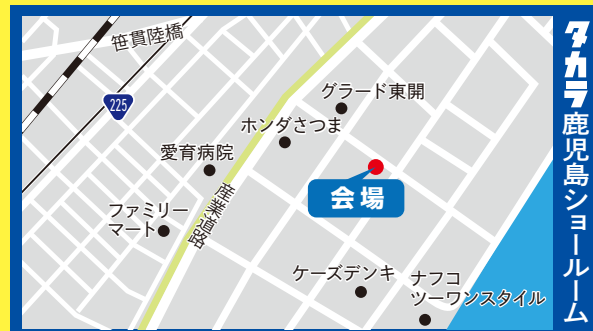 笹貫陸橋
225
グラード東開
ホンダさつま
愛育病院
会場
産業道路
ファミリー
マート
ケーズデンキ
ナフコ
ツーワンスタイル
タカラ鹿児島ショールーム